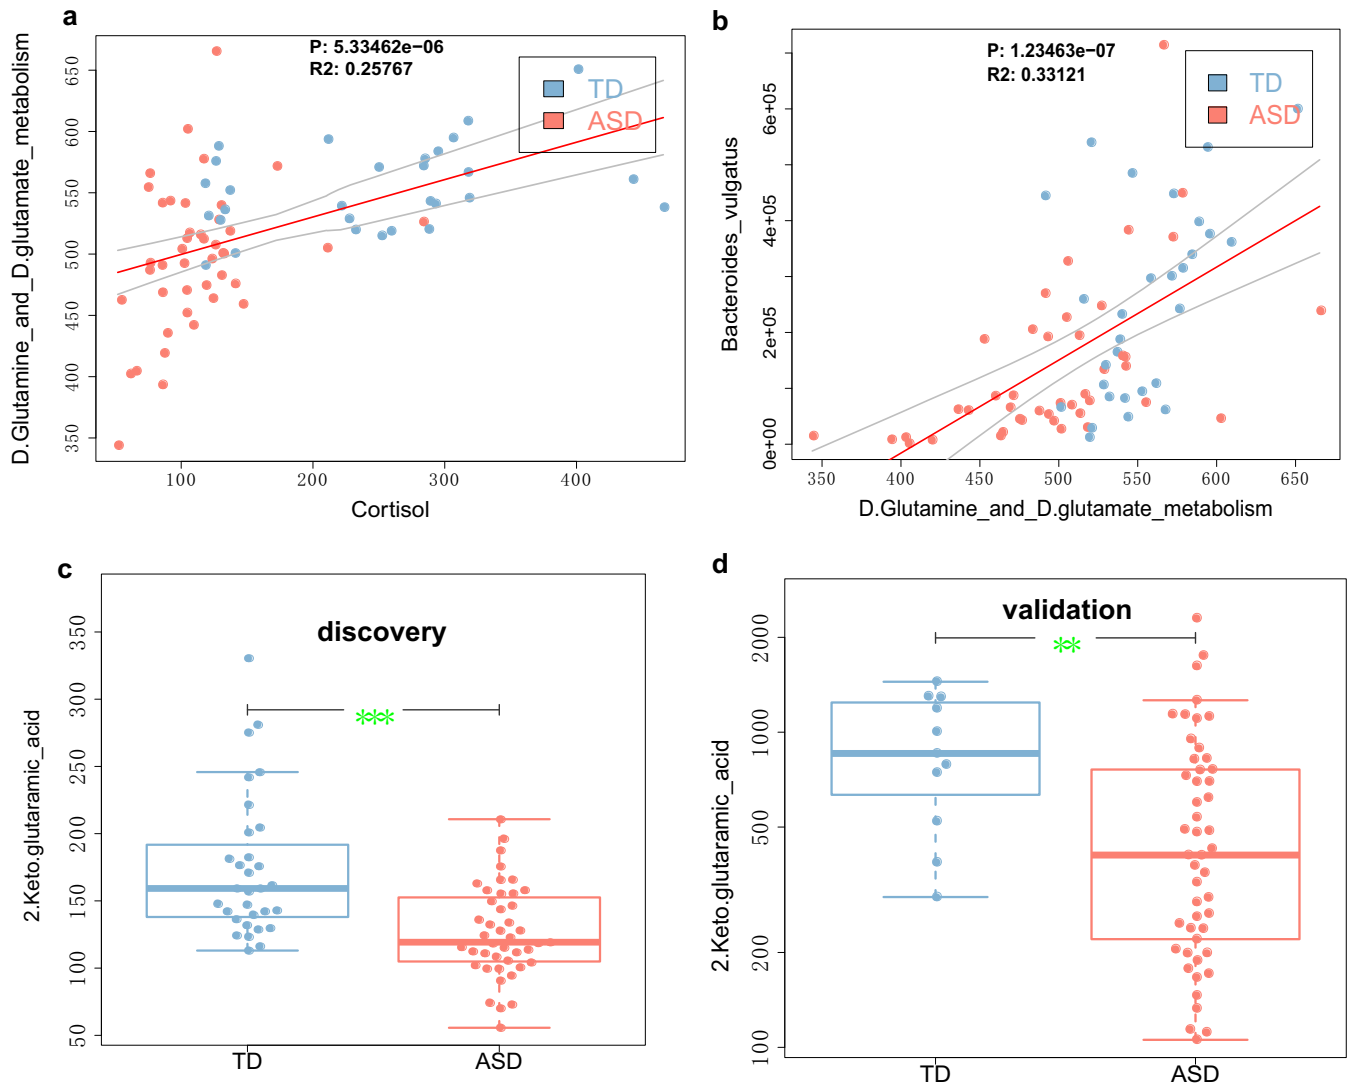 a
P: 5.33462e−06
R2: 0.25767
TD
ASD
D.Glutamine_and_D.glutamate_metabolism
350
400
450
500
550
600
650
100
200
300
400
Cortisol
b
P: 1.23463e−07
R2: 0.33121
TD
ASD
Bacteroides_vulgatus
0e+00
2e+05
4e+05
6e+05
350
400
450
500
550
600
650
D.Glutamine_and_D.glutamate_metabolism
c
discovery
***
2.Keto.glutaramic_acid
50
100
150
200
250
300
350
TD
ASD
d
validation
**
2.Keto.glutaramic_acid
100
200
500
1000
2000
TD
ASD